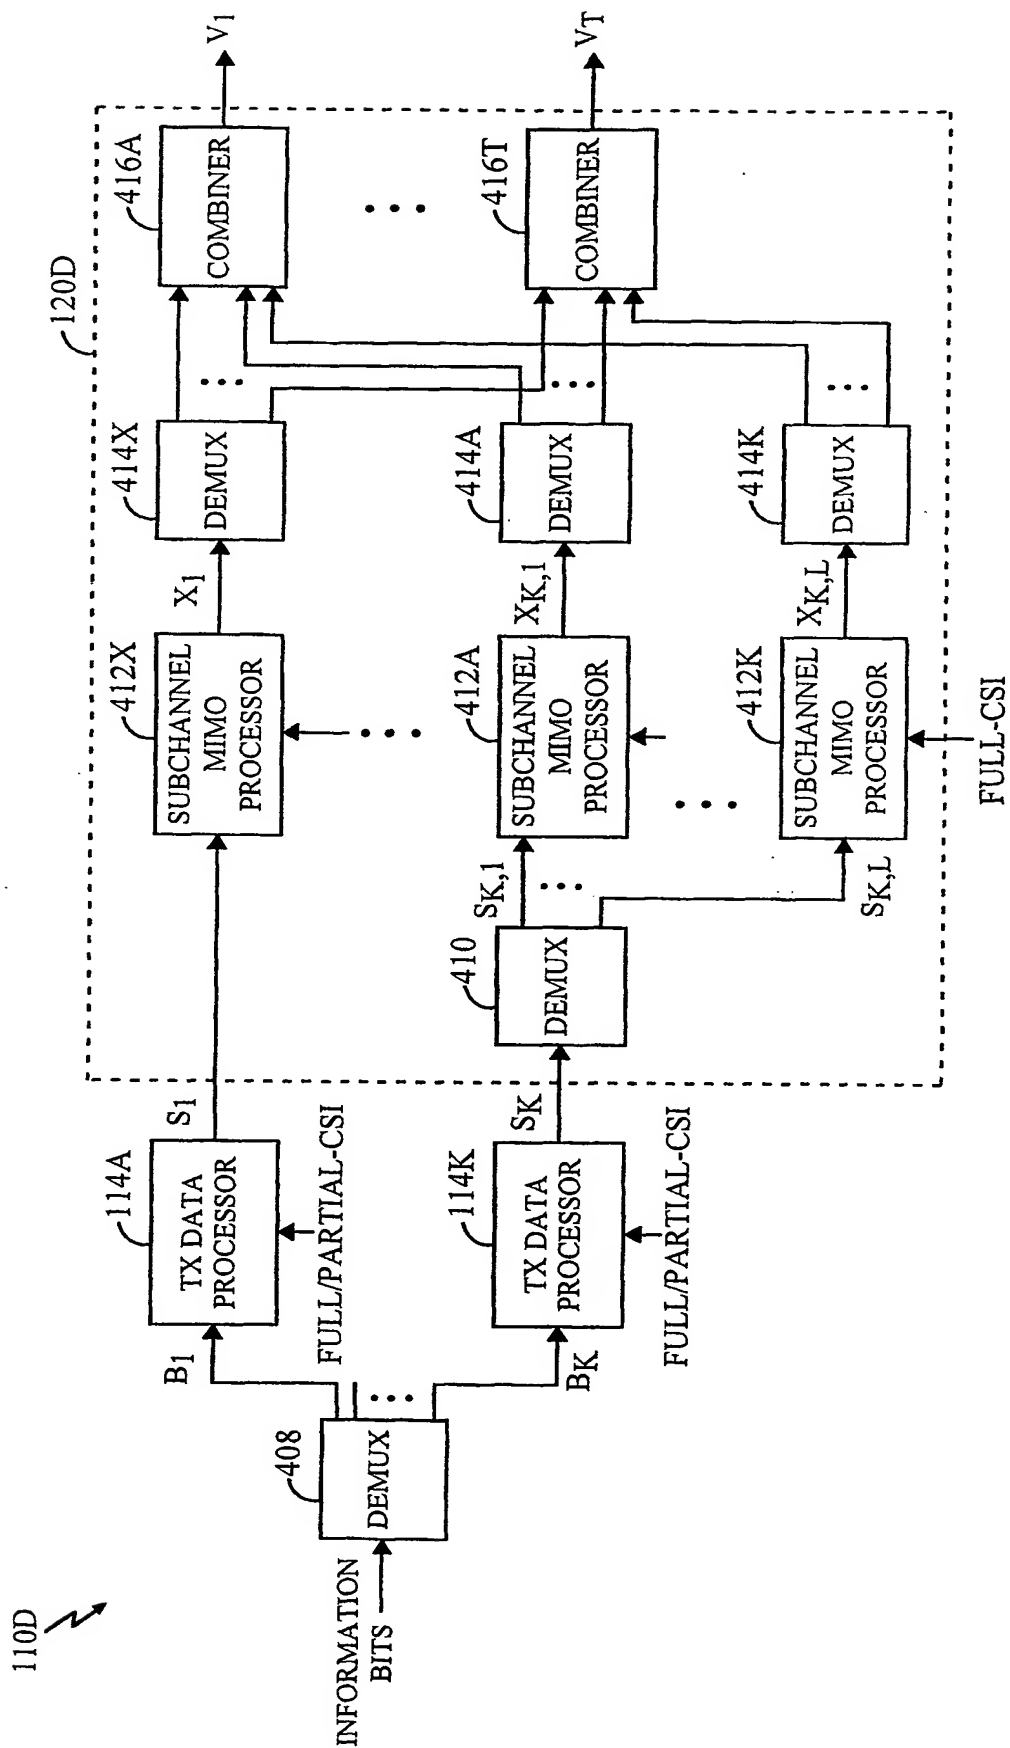 110D
INFORMATION
BITS
408
DEMUX
B1
BK
114A
TX DATA
PROCESSOR
FULL/PARTIAL-CSI
114K
TX DATA
PROCESSOR
FULL/PARTIAL-CSI
S1
SK
120D
410
DEMUX
SK,1
SK,L
412X
SUBCHANNEL
MIMO
PROCESSOR
412A
SUBCHANNEL
MIMO
PROCESSOR
412K
SUBCHANNEL
MIMO
PROCESSOR
FULL-CSI
X1
XK,1
XK,L
414X
DEMUX
414A
DEMUX
414K
DEMUX
416A
COMBINER
416T
COMBINER
V1
VT